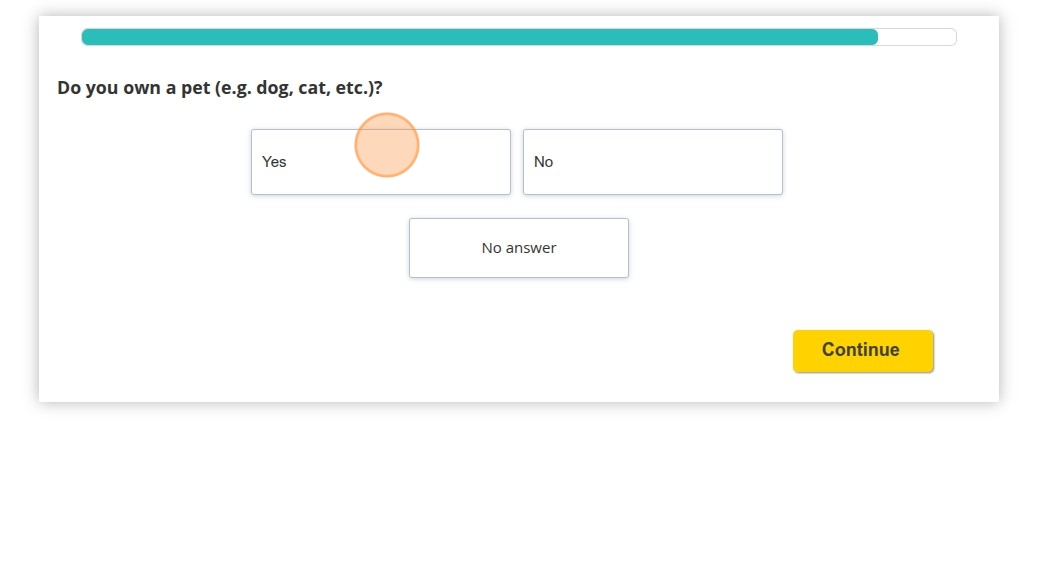 Do you own a pet (e.g. dog, cat, etc.)?
Yes
No
No answer
Continue